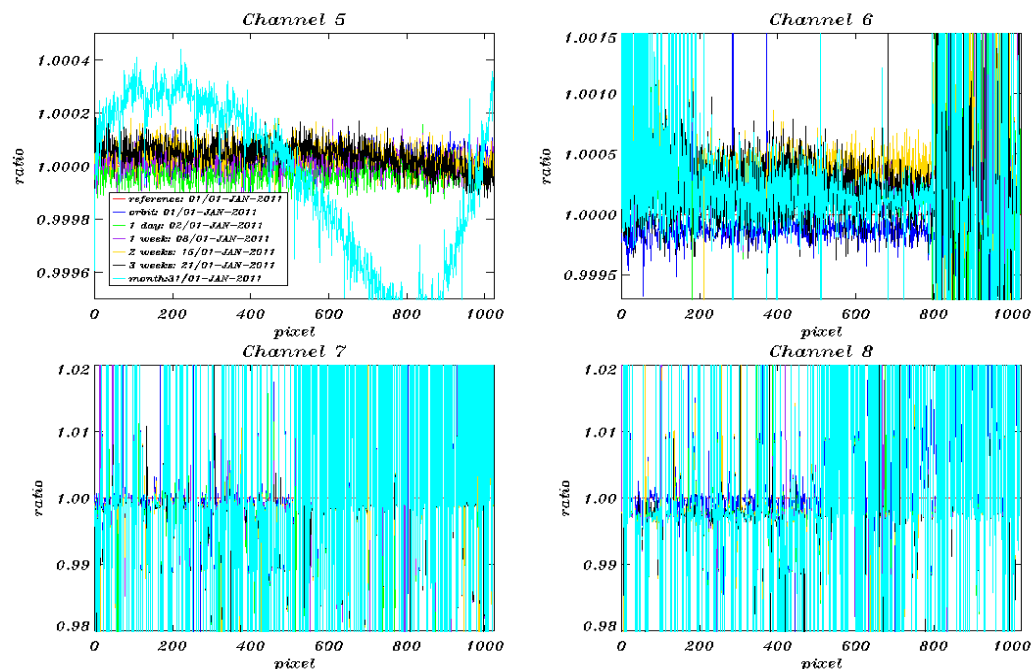 Channel 5
Channel 6
1.0004
1.0002
1.0000
0.9998
0.9996
ratio
reference: 01/01-JAN-2011
orbit: 01/01-JAN-2011
1 day: 02/01-JAN-2011
1 week: 08/01-JAN-2011
2 weeks: 15/01-JAN-2011
3 weeks: 21/01-JAN-2011
month:31/01-JAN-2011
0 200 400 600 800 1000
pixel
1.0015
1.0010
1.0005
1.0000
0.9995
ratio
0 200 400 600 800 1000
pixel
Channel 7
Channel 8
1.02
1.01
1.00
0.99
0.98
ratio
0 200 400 600 800 1000
pixel
1.02
1.01
1.00
0.99
0.98
ratio
0 200 400 600 800 1000
pixel